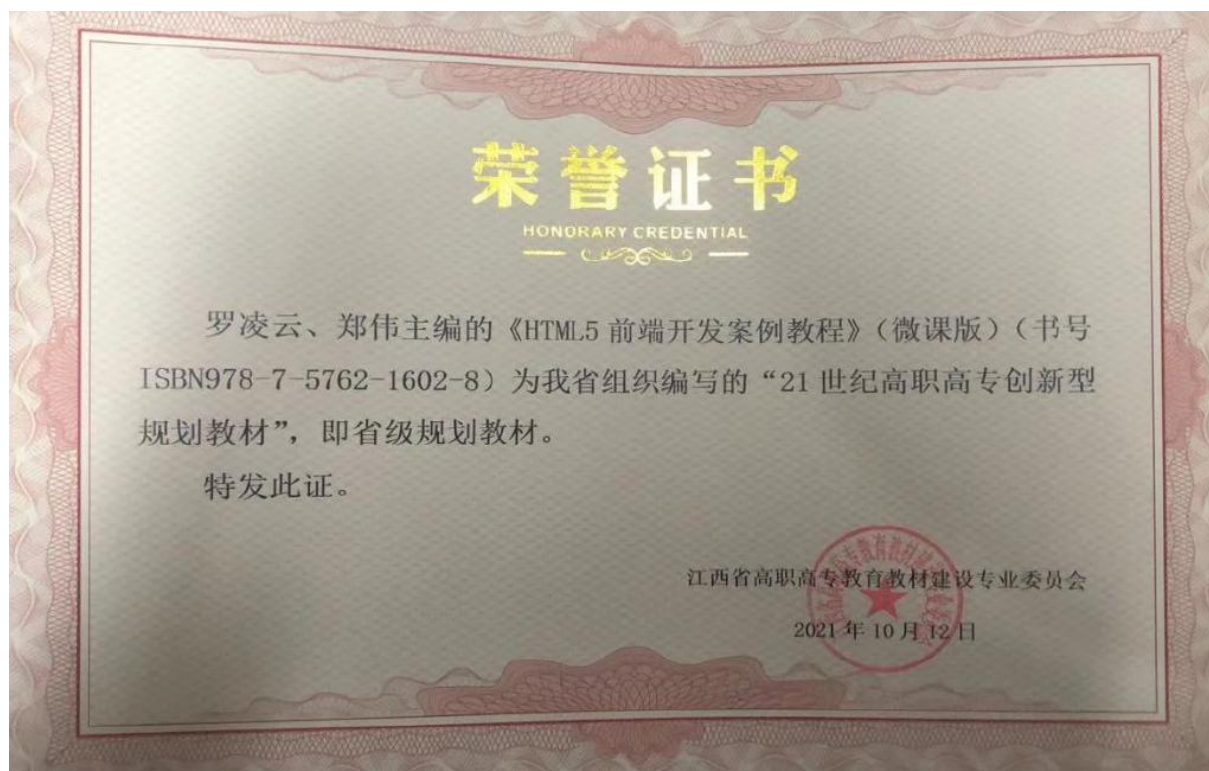 荣誉证书
HONORARY CREDENTIAL
罗凌云、郑伟主编的《HTML5 前端开发案例教程》（微课版）（书号
ISBN978-7-5762-1602-8）为我省组织编写的“21 世纪高职高专创新型
规划教材”，即省级规划教材。
特发此证。
江西省高职高专教育教材建设专业委员会
2021 年 10 月 12 日